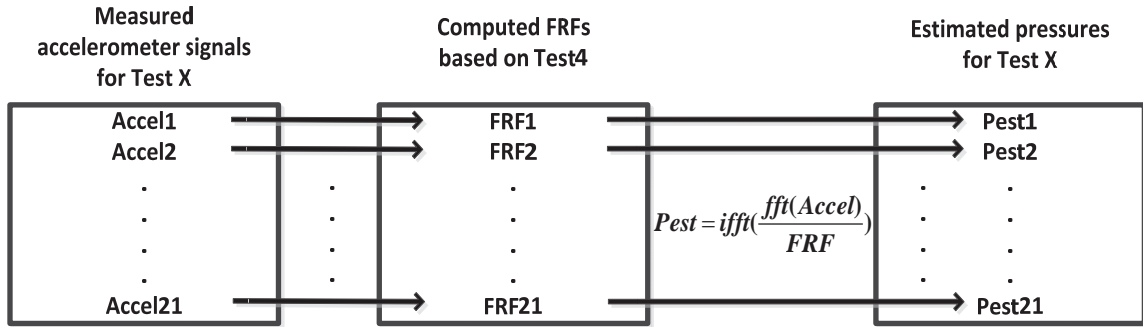 Measured
accelerometer signals
for Test X
Computed FRFs
based on Test4
Estimated pressures
for Test X
Accel1
FRF1
Pest1
Accel2
FRF2
Pest2
Pest = ifft(fft(Accel)/FRF)
Accel21
FRF21
Pest21